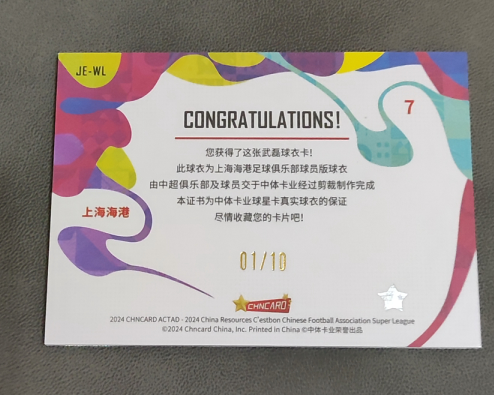 JE-WL
7
CONGRATULATIONS!
您获得了这张武磊球衣卡!
此球衣为上海海港足球俱乐部球员版球衣
由中超俱乐部及球员交于中体卡业经过剪裁制作完成
本证书为中体卡业球星卡真实球衣的保证
尽情收藏您的卡片吧!
上海海港
01/10
CHNCARD
2024 CHNCARD ACTAD - 2024 China Resources C'estbon Chinese Football Association Super League
©2024 Chncard China, Inc. Printed in China ©中体卡业荣誉出品